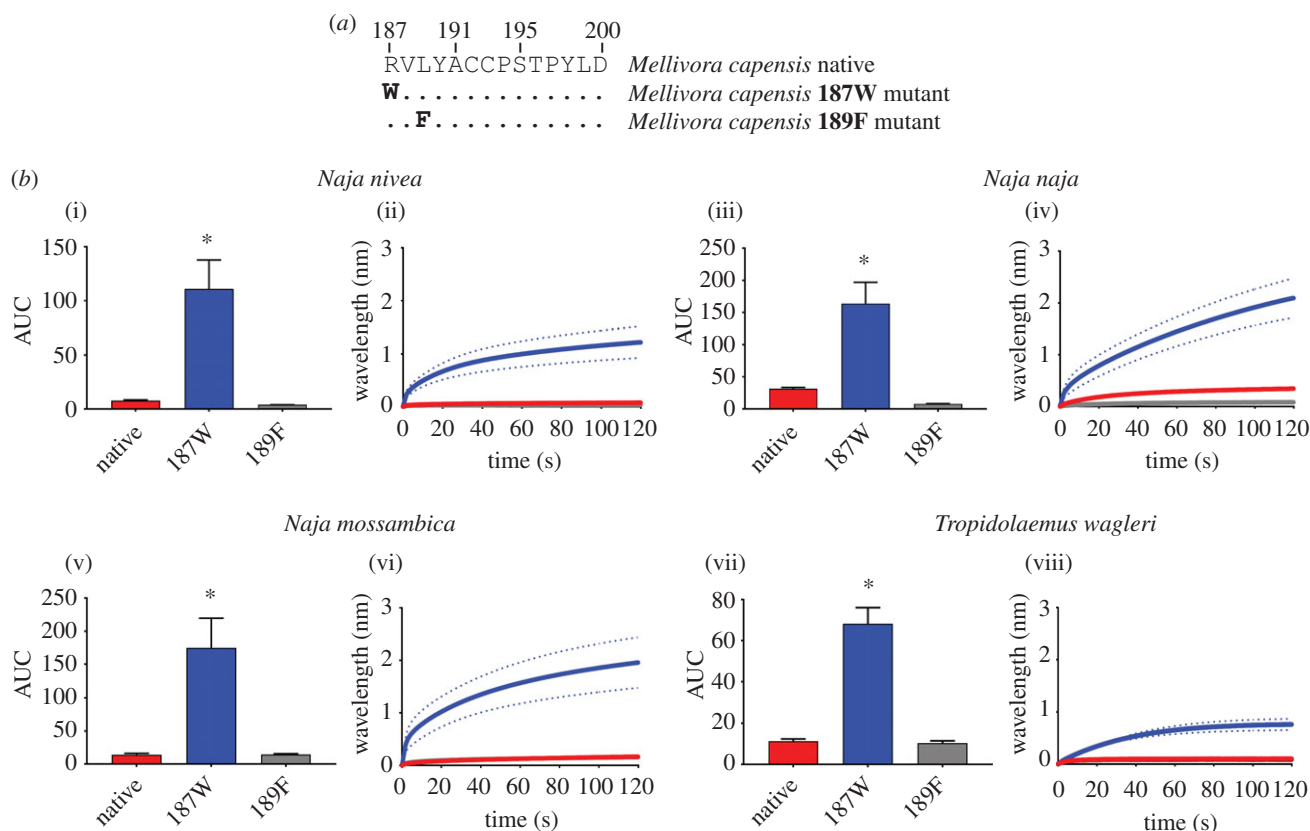 (a)
187 191 195 200
RVLYACCPSTPYLD Mellivora capensis native
W............. Mellivora capensis 187W mutant
..F........... Mellivora capensis 189F mutant
(b)
Naja nivea
(i)
AUC
150
100
50
0
native 187W 189F
*
(ii)
wavelength (nm)
3
2
1
0
0 20 40 60 80 100 120
time (s)
Naja naja
(iii)
AUC
250
200
150
100
50
0
native 187W 189F
*
(iv)
wavelength (nm)
3
2
1
0
0 20 40 60 80 100 120
time (s)
Naja mossambica
(v)
AUC
250
200
150
100
50
0
native 187W 189F
*
(vi)
wavelength (nm)
3
2
1
0
0 20 40 60 80 100 120
time (s)
Tropidolaemus wagleri
(vii)
AUC
80
60
40
20
0
native 187W 189F
*
(viii)
wavelength (nm)
3
2
1
0
0 20 40 60 80 100 120
time (s)